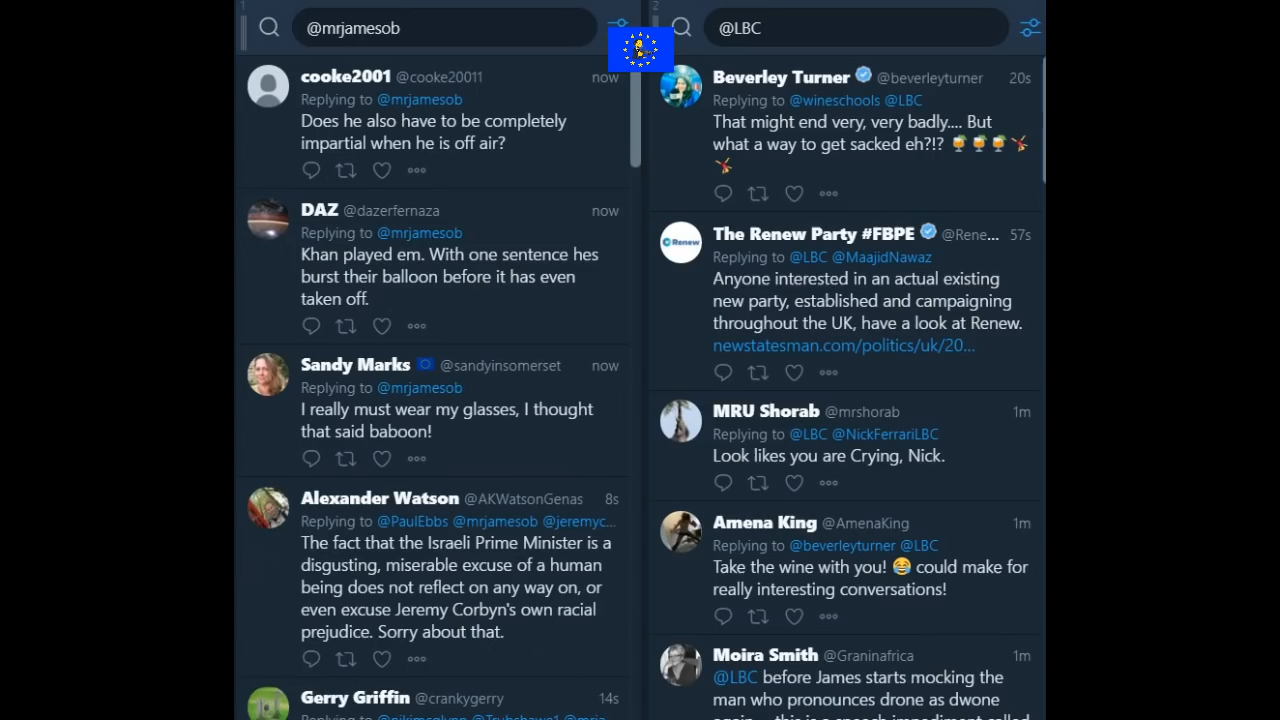 1
@mrjamesob
cooke2001 @cooke20011 now
Replying to @mrjamesob
Does he also have to be completely
impartial when he is off air?
DAZ @dazerfernaza now
Replying to @mrjamesob
Khan played em. With one sentence hes
burst their balloon before it has even
taken off.
Sandy Marks @sandyinsomerset now
Replying to @mrjamesob
I really must wear my glasses, I thought
that said baboon!
Alexander Watson @AKWatsonGenas 8s
Replying to @PaulEbbs @mrjamesob @jeremyc...
The fact that the Israeli Prime Minister is a
disgusting, miserable excuse of a human
being does not reflect on any way on, or
even excuse Jeremy Corbyn's own racial
prejudice. Sorry about that.
Gerry Griffin @crankygerry 14s
Replying to
2
@LBC
Beverley Turner @beverleyturner 20s
Replying to @wineschools @LBC
That might end very, very badly.... But
what a way to get sacked eh?!? 🍹🍹🍹💃
💃
The Renew Party #FBPE @Rene... 57s
Renew
Replying to @LBC @MaajidNawaz
Anyone interested in an actual existing
new party, established and campaigning
throughout the UK, have a look at Renew.
newstatesman.com/politics/uk/20...
MRU Shorab @mrshorab 1m
Replying to @LBC @NickFerrariLBC
Look likes you are Crying, Nick.
Amena King @AmenaKing 1m
Replying to @beverleyturner @LBC
Take the wine with you! 😂 could make for
really interesting conversations!
Moira Smith @Graninafrica 1m
@LBC before James starts mocking the
man who pronounces drone as dwone